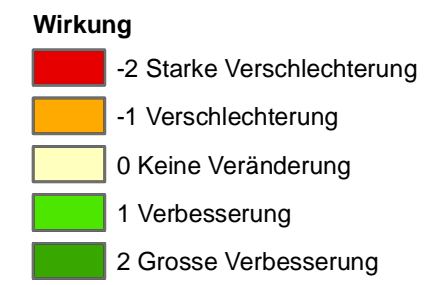 Wirkung
-2 Starke Verschlechterung
-1 Verschlechterung
0 Keine Veränderung
1 Verbesserung
2 Grosse Verbesserung